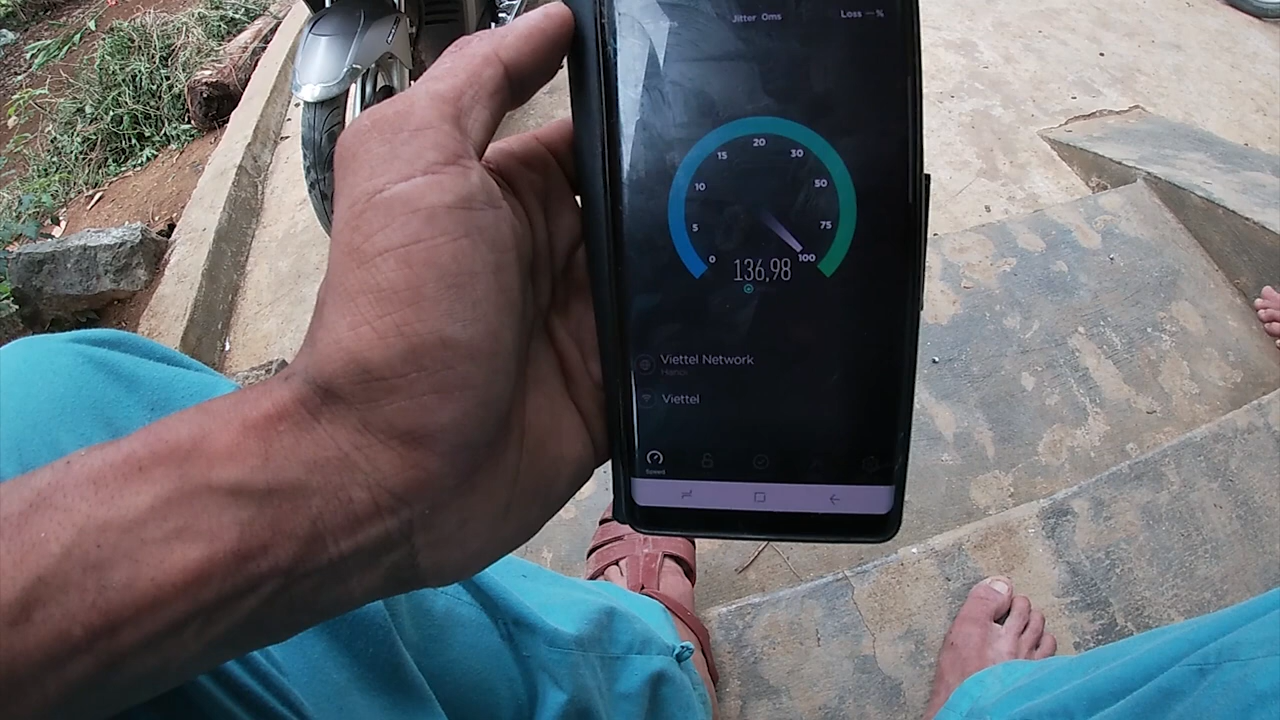 Jitter 0ms
Loss —%
20
15
30
10
50
5
75
0
100
136,98
Viettel Network
Hanoi
Viettel
Speed